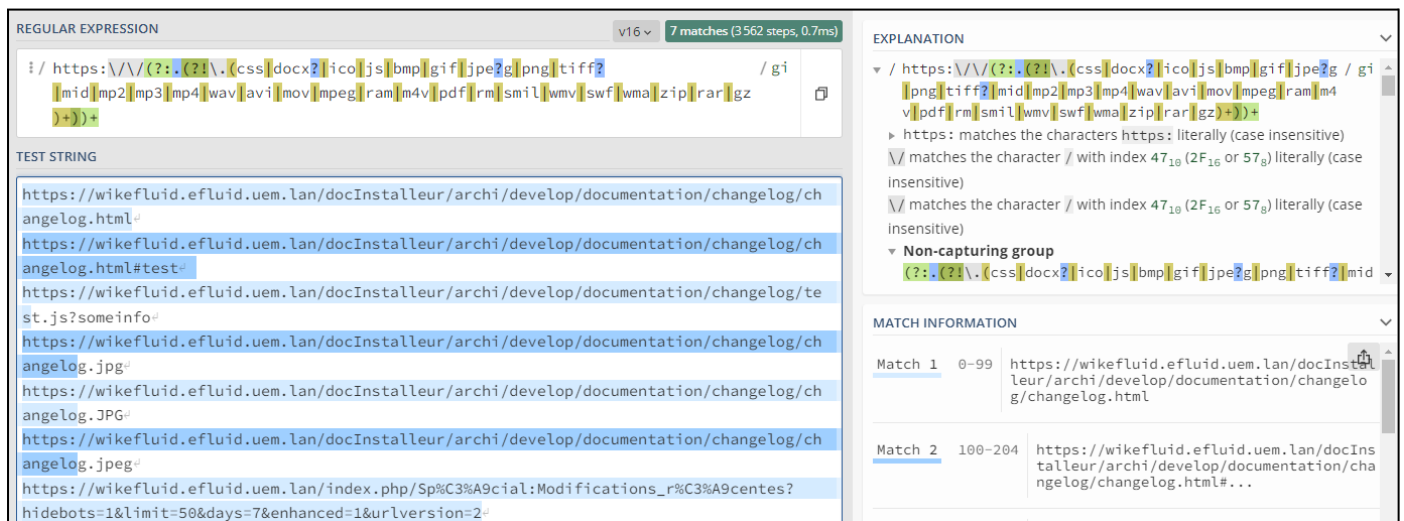 REGULAR EXPRESSION
v16
7 matches (3 562 steps, 0.7ms)
/ https:\/\/(?:.(?!\.(css|docx?|ico|js|bmp|gif|jpe?g|png|tiff?
/ gi
|mid|mp2|mp3|mp4|wav|avi|mov|mpeg|ram|m4v|pdf|rm|smil|wmv|swf|wma|zip|rar|gz
)+))+
TEST STRING
https://wikefluid.efluid.uem.lan/docInstalleur/archi/develop/documentation/changelog/ch
angelog.html
https://wikefluid.efluid.uem.lan/docInstalleur/archi/develop/documentation/changelog/ch
angelog.html#test
https://wikefluid.efluid.uem.lan/docInstalleur/archi/develop/documentation/changelog/te
st.js?someinfo
https://wikefluid.efluid.uem.lan/docInstalleur/archi/develop/documentation/changelog/ch
angelog.jpg
https://wikefluid.efluid.uem.lan/docInstalleur/archi/develop/documentation/changelog/ch
angelog.JPG
https://wikefluid.efluid.uem.lan/docInstalleur/archi/develop/documentation/changelog/ch
angelog.jpeg
https://wikefluid.efluid.uem.lan/index.php/Sp%C3%A9cial:Modifications_r%C3%A9centes?
hidebots=1&limit=50&days=7&enhanced=1&urlversion=2
EXPLANATION
/ https:\/\/(?:.(?!\.(css|docx?|ico|js|bmp|gif|jpe?g / gi
|png|tiff?|mid|mp2|mp3|mp4|wav|avi|mov|mpeg|ram|m4
v|pdf|rm|smil|wmv|swf|wma|zip|rar|gz)+))+
https: matches the characters https: literally (case insensitive)
\/ matches the character / with index 47₁₀ (2F₁₆ or 57₈) literally (case
insensitive)
\/ matches the character / with index 47₁₀ (2F₁₆ or 57₈) literally (case
insensitive)
Non-capturing group
(?:.(?!\.(css|docx?|ico|js|bmp|gif|jpe?g|png|tiff?|mid
MATCH INFORMATION
Match 1 0-99 https://wikefluid.efluid.uem.lan/docInstal
leur/archi/develop/documentation/changelo
g/changelog.html
Match 2 100-204 https://wikefluid.efluid.uem.lan/docIns
talleur/archi/develop/documentation/cha
ngelog/changelog.html#...